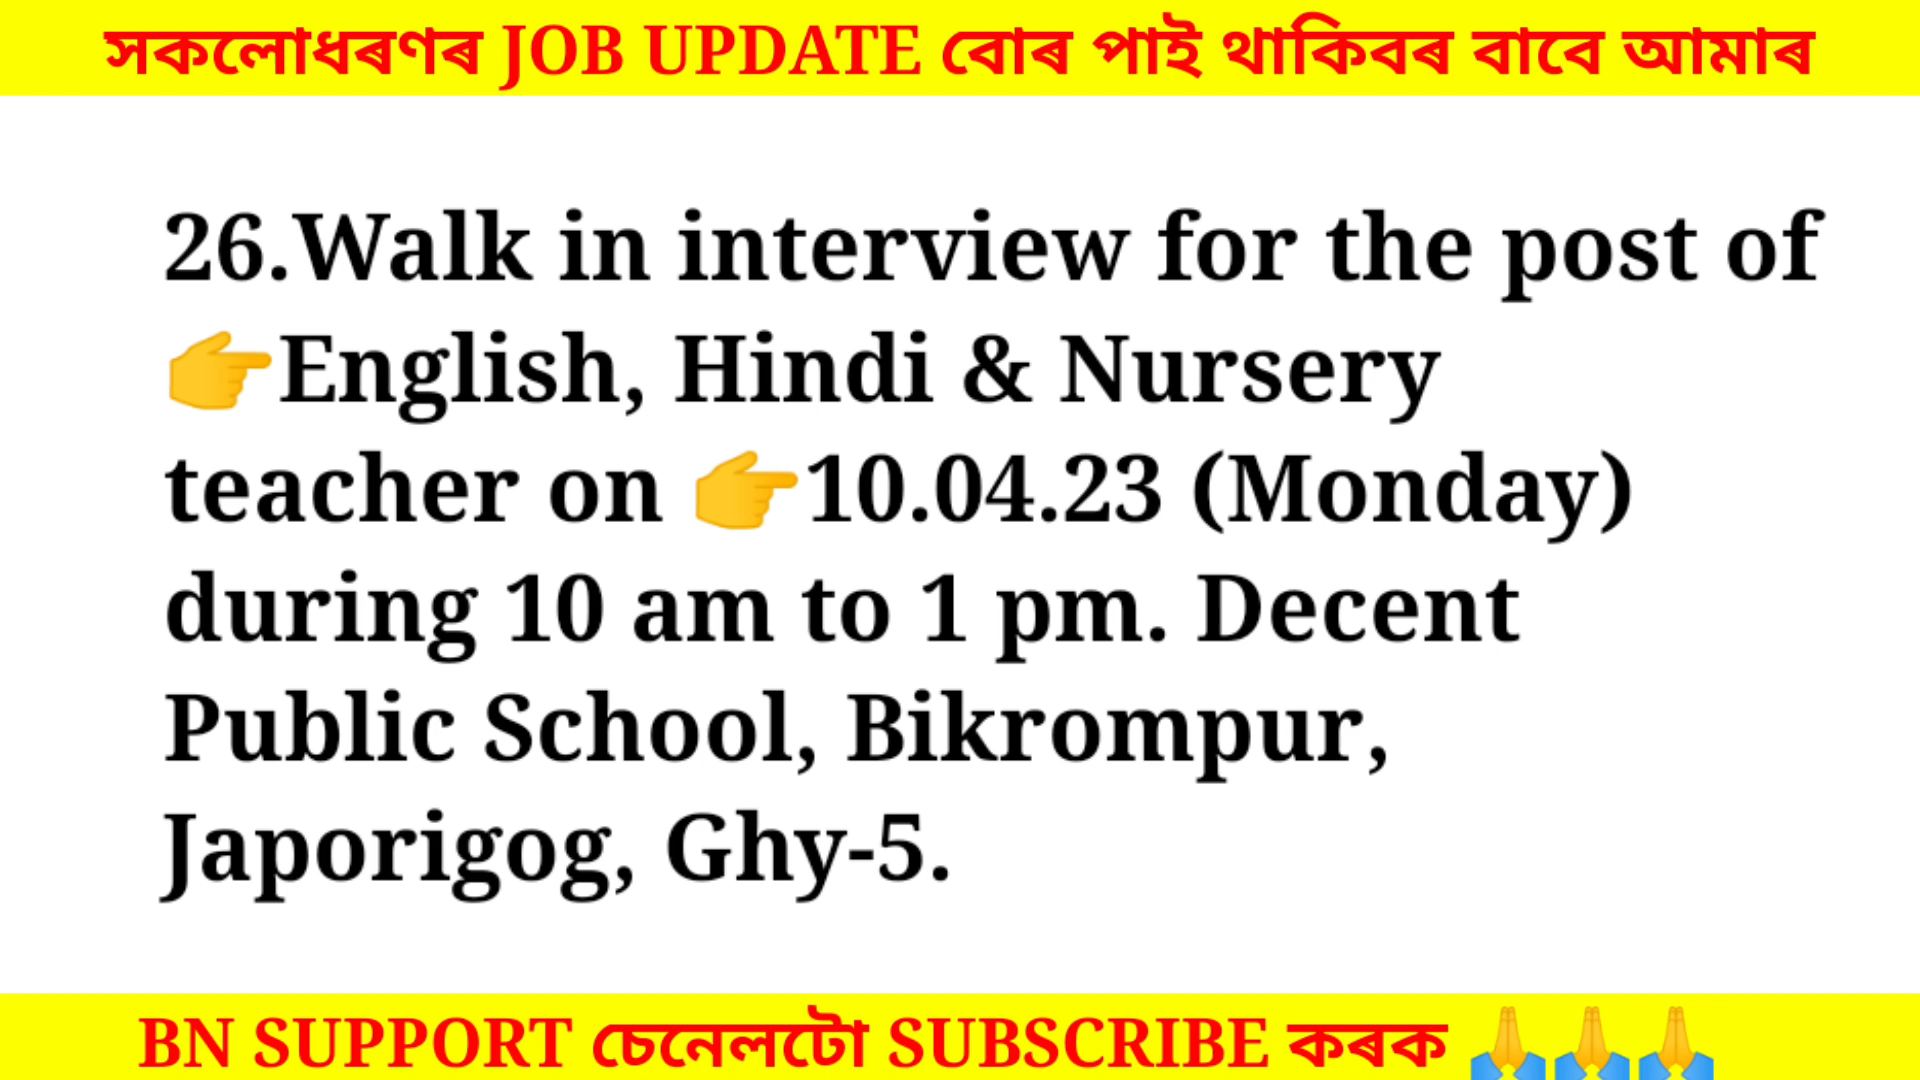 সকলোধৰণৰ JOB UPDATE বোৰ পাই থাকিবৰ বাবে আমাৰ
26.Walk in interview for the post of
👉English, Hindi & Nursery
teacher on 👉10.04.23 (Monday)
during 10 am to 1 pm. Decent
Public School, Bikrompur,
Japorigog, Ghy-5.
BN SUPPORT চেনেলটো SUBSCRIBE কৰক 🙏🙏🙏